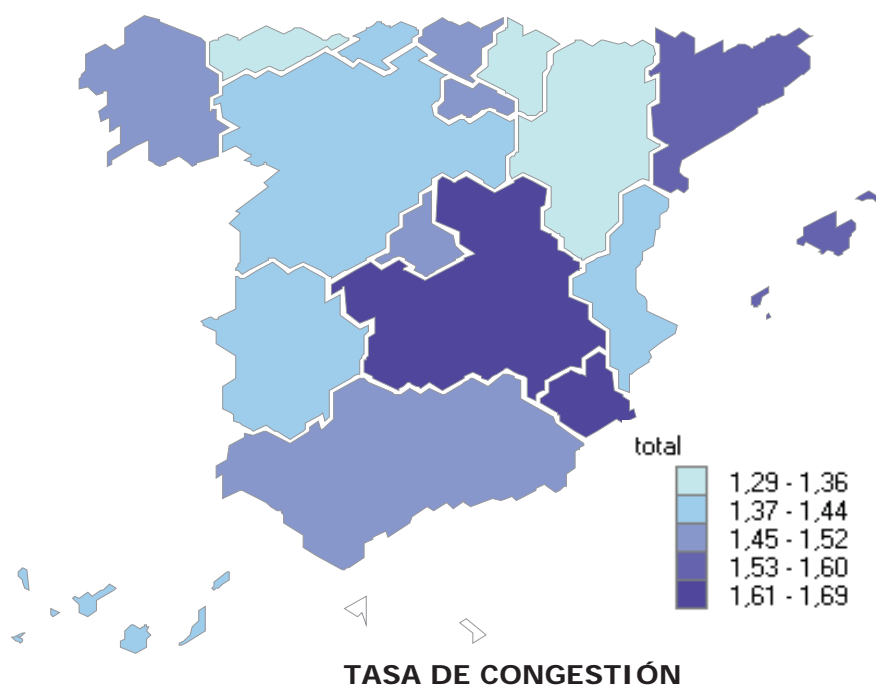 total
1,29 - 1,36
1,37 - 1,44
1,45 - 1,52
1,53 - 1,60
1,61 - 1,69
TASA DE CONGESTIÓN